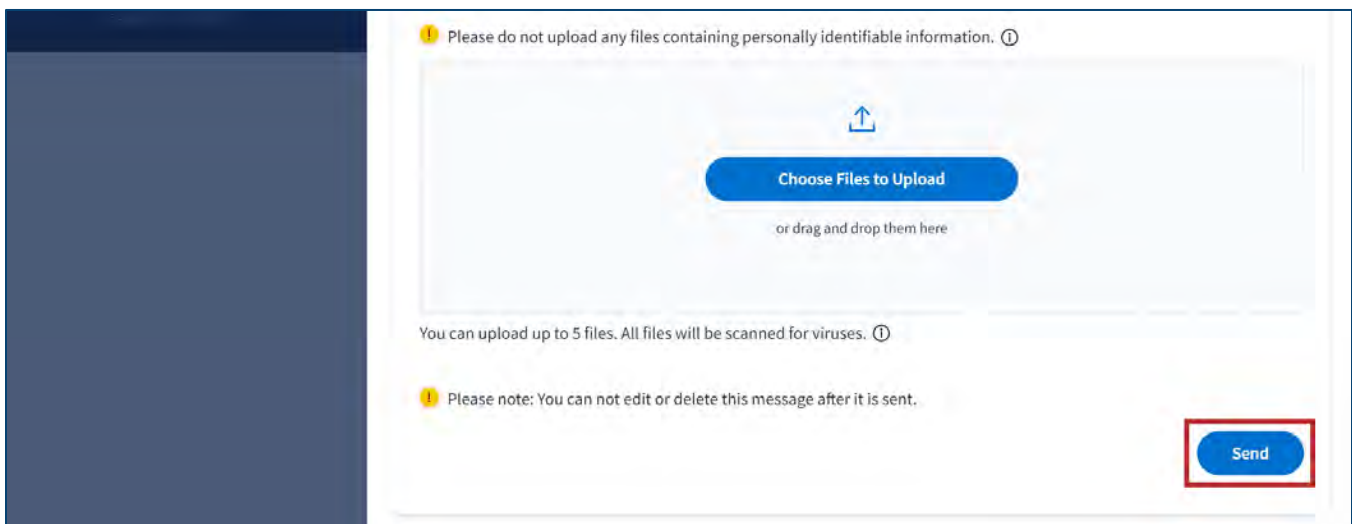 Please do not upload any files containing personally identifiable information.
Choose Files to Upload
or drag and drop them here
You can upload up to 5 files. All files will be scanned for viruses.
Please note: You can not edit or delete this message after it is sent.
Send